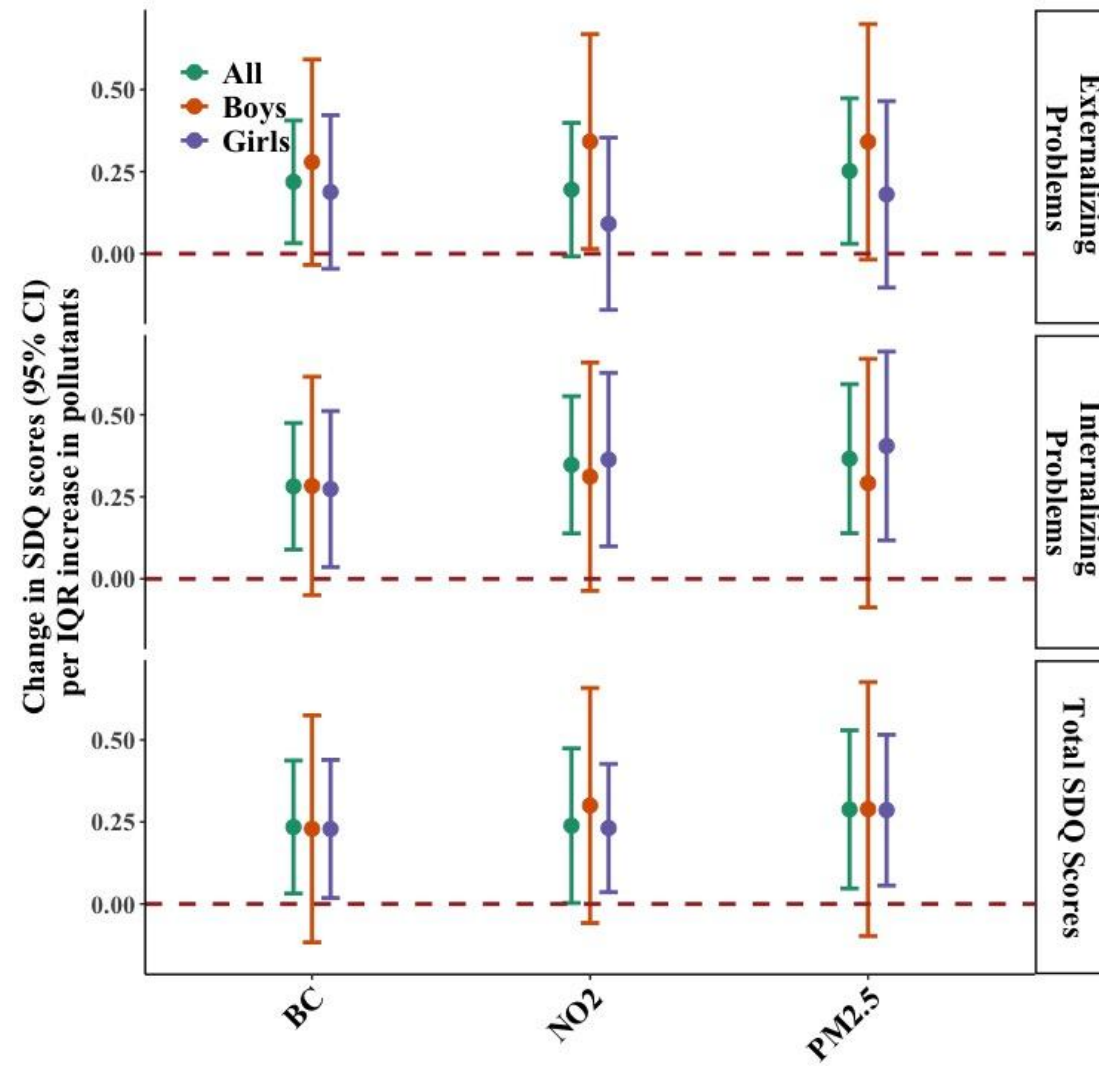 Change in SDQ scores (95% CI)
per IQR increase in pollutants
All
Boys
Girls
0.50
0.25
0.00
Externalizing
Problems
0.50
0.25
0.00
Internalizing
Problems
0.50
0.25
0.00
Total SDQ Scores
BC
NO2
PM2.5